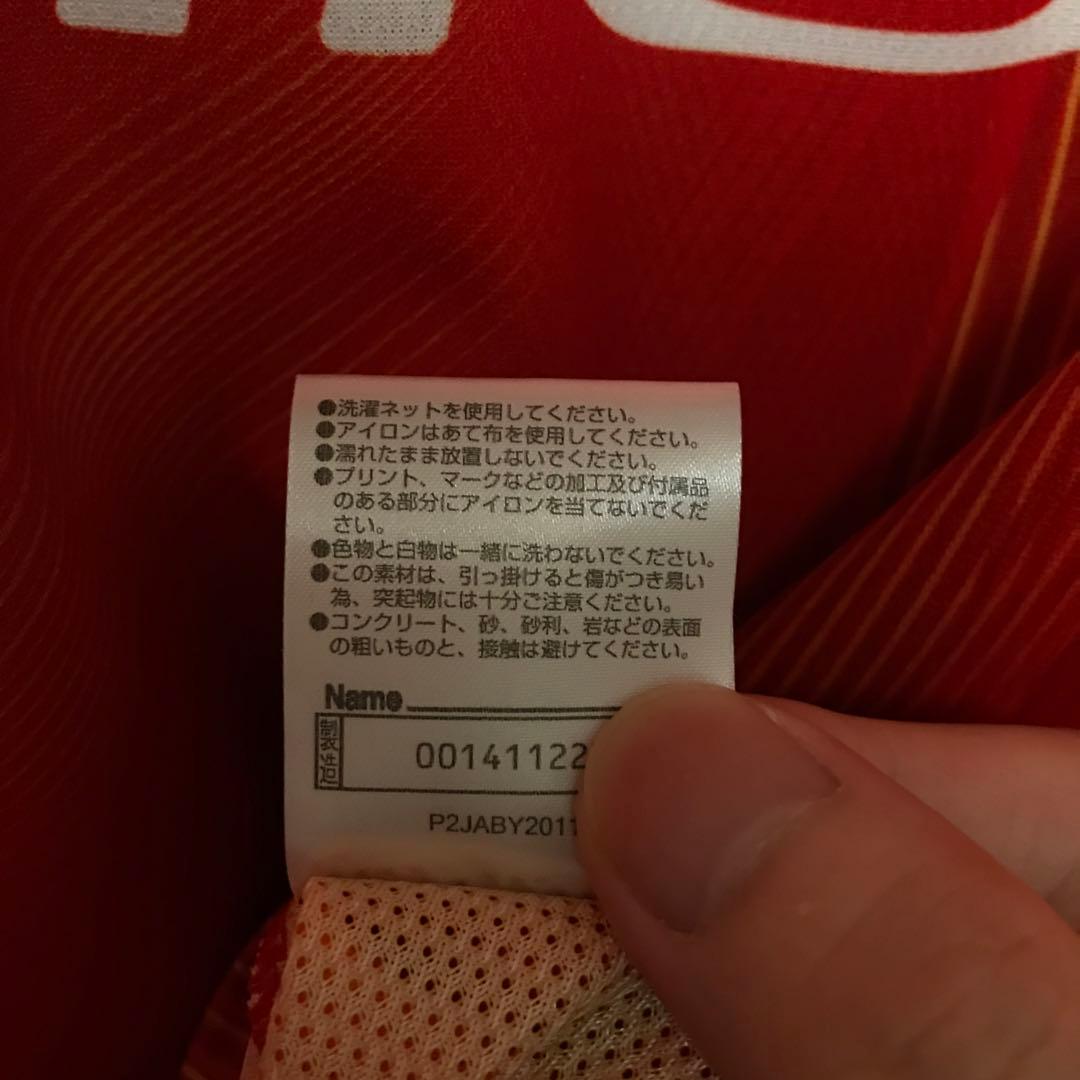 ●洗濯ネットを使用してください。
●アイロンはあて布を使用してください。
●濡れたまま放置しないでください。
●プリント、マークなどの加工及び付属品
のある部分にアイロンを当てないでくだ
さい。
●色物と白物は一緒に洗わないでください。
●この素材は、引っ掛けると傷がつき易い
為、突起物には十分ご注意ください。
●コンクリート、砂、砂利、岩などの表面
の粗いものと、接触は避けてください。
Name
製造
00141122
P2JABY2011